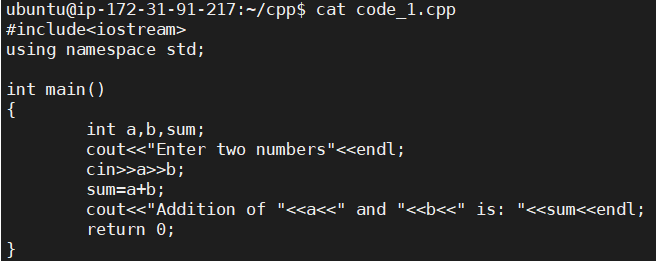 ubuntu@ip-172-31-91-217:~/cpp$ cat code_1.cpp
#include<iostream>
using namespace std;

int main()
{
        int a,b,sum;
        cout<<"Enter two numbers"<<endl;
        cin>>a>>b;
        sum=a+b;
        cout<<"Addition of "<<a<<" and "<<b<<" is: "<<sum<<endl;
        return 0;
}